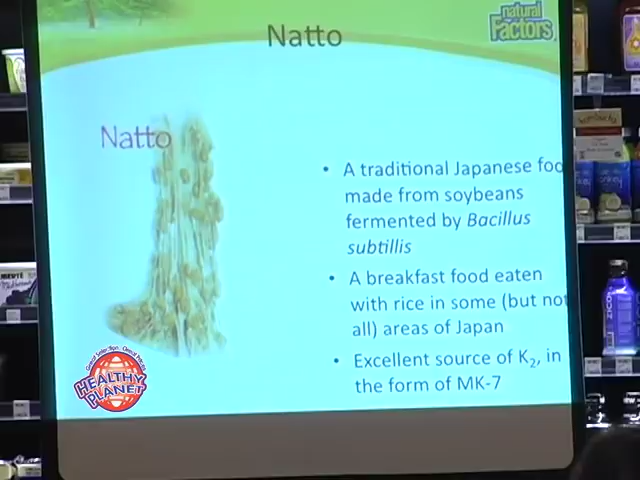 Natto
natural
Factors
Natto
• A traditional Japanese foo
made from soybeans
fermented by Bacillus
subtillis
• A breakfast food eaten
with rice in some (but not
all) areas of Japan
• Excellent source of K2, in
the form of MK-7
HEALTHY
PLANET
ZICO